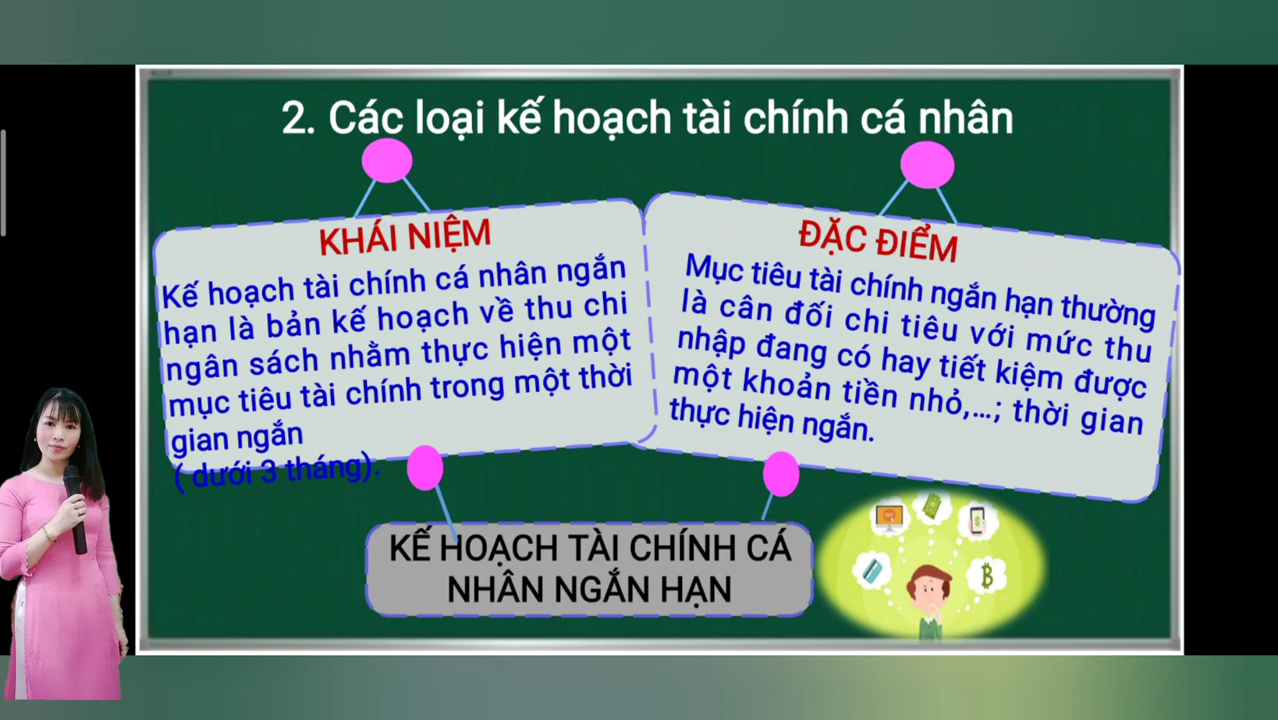 2. Các loại kế hoạch tài chính cá nhân
KHÁI NIỆM
Kế hoạch tài chính cá nhân ngắn
hạn là bản kế hoạch về thu chi
ngân sách nhằm thực hiện một
mục tiêu tài chính trong một thời
gian ngắn
( dưới 3 tháng).
ĐẶC ĐIỂM
Mục tiêu tài chính ngắn hạn thường
là cân đối chi tiêu với mức thu
nhập đang có hay tiết kiệm được
một khoản tiền nhỏ,...; thời gian
thực hiện ngắn.
KẾ HOẠCH TÀI CHÍNH CÁ
NHÂN NGẮN HẠN